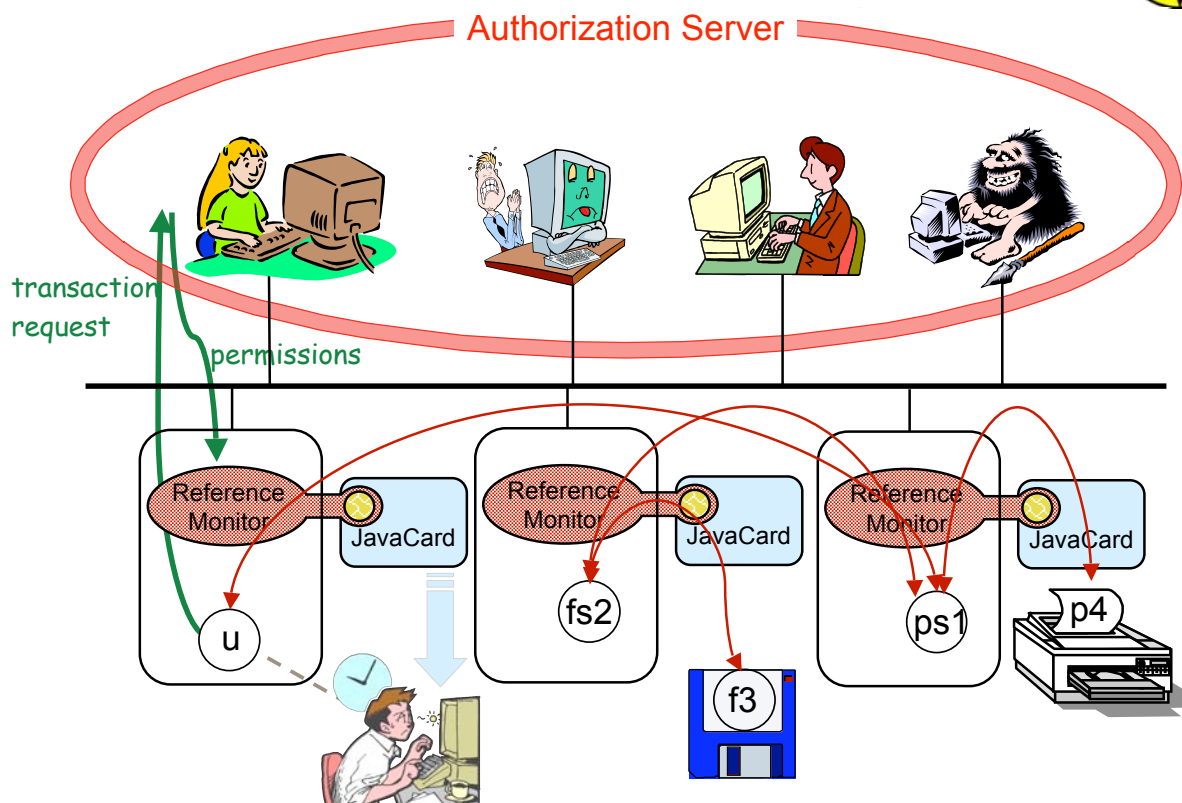 Authorization Server
transaction
request
permissions
Reference
Monitor
JavaCard
Reference
Monitor
JavaCard
Reference
Monitor
JavaCard
u
fs2
ps1
p4
f3